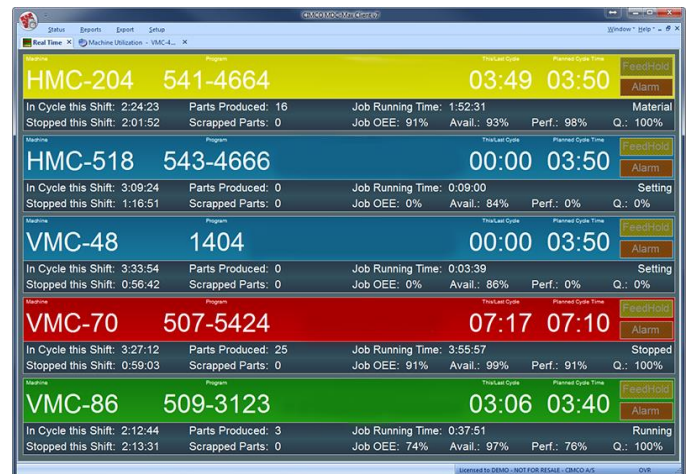 CIMCO MDC-Max Client v7
Status Reports Export Setup Window Help
Real Time Machine Utilization - VMC-4...
Machine Program This/Last Cycle Planned Cycle Time
HMC-204 541-4664 03:49 03:50 FeedHold
Alarm
In Cycle this Shift: 2:24:23 Parts Produced: 16 Job Running Time: 1:52:31 Material
Stopped this Shift: 2:01:52 Scrapped Parts: 0 Job OEE: 91% Avail.: 93% Perf.: 98% Q.: 100%
Machine Program This/Last Cycle Planned Cycle Time
HMC-518 543-4666 00:00 03:50 FeedHold
Alarm
In Cycle this Shift: 3:09:24 Parts Produced: 0 Job Running Time: 0:09:00 Setting
Stopped this Shift: 1:16:51 Scrapped Parts: 0 Job OEE: 0% Avail.: 84% Perf.: 0% Q.: 0%
Machine Program This/Last Cycle Planned Cycle Time
VMC-48 1404 00:00 03:50 FeedHold
Alarm
In Cycle this Shift: 3:33:54 Parts Produced: 0 Job Running Time: 0:03:39 Setting
Stopped this Shift: 0:56:42 Scrapped Parts: 0 Job OEE: 0% Avail.: 86% Perf.: 0% Q.: 0%
Machine Program This/Last Cycle Planned Cycle Time
VMC-70 507-5424 07:17 07:10 FeedHold
Alarm
In Cycle this Shift: 3:27:12 Parts Produced: 25 Job Running Time: 3:55:57 Stopped
Stopped this Shift: 0:59:03 Scrapped Parts: 0 Job OEE: 91% Avail.: 99% Perf.: 91% Q.: 100%
Machine Program This/Last Cycle Planned Cycle Time
VMC-86 509-3123 03:06 03:40 FeedHold
Alarm
In Cycle this Shift: 2:12:44 Parts Produced: 3 Job Running Time: 0:37:51 Running
Stopped this Shift: 2:13:31 Scrapped Parts: 0 Job OEE: 74% Avail.: 97% Perf.: 76% Q.: 100%
Licensed to DEMO - NOT FOR RESALE - CIMCO A/S OVR